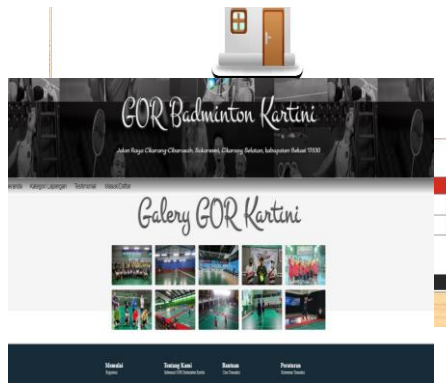 GOR Badminton Kartini
Jalan Raya Cikarang-Cibarusah, Sukaresmi, Cikarang Selatan, kabupaten Bekasi 17530
Kategori Lapangan Testimonial Masuk/Daftar
Galery GOR Kartini
Memulai Tentang Kami Bantuan Peraturan